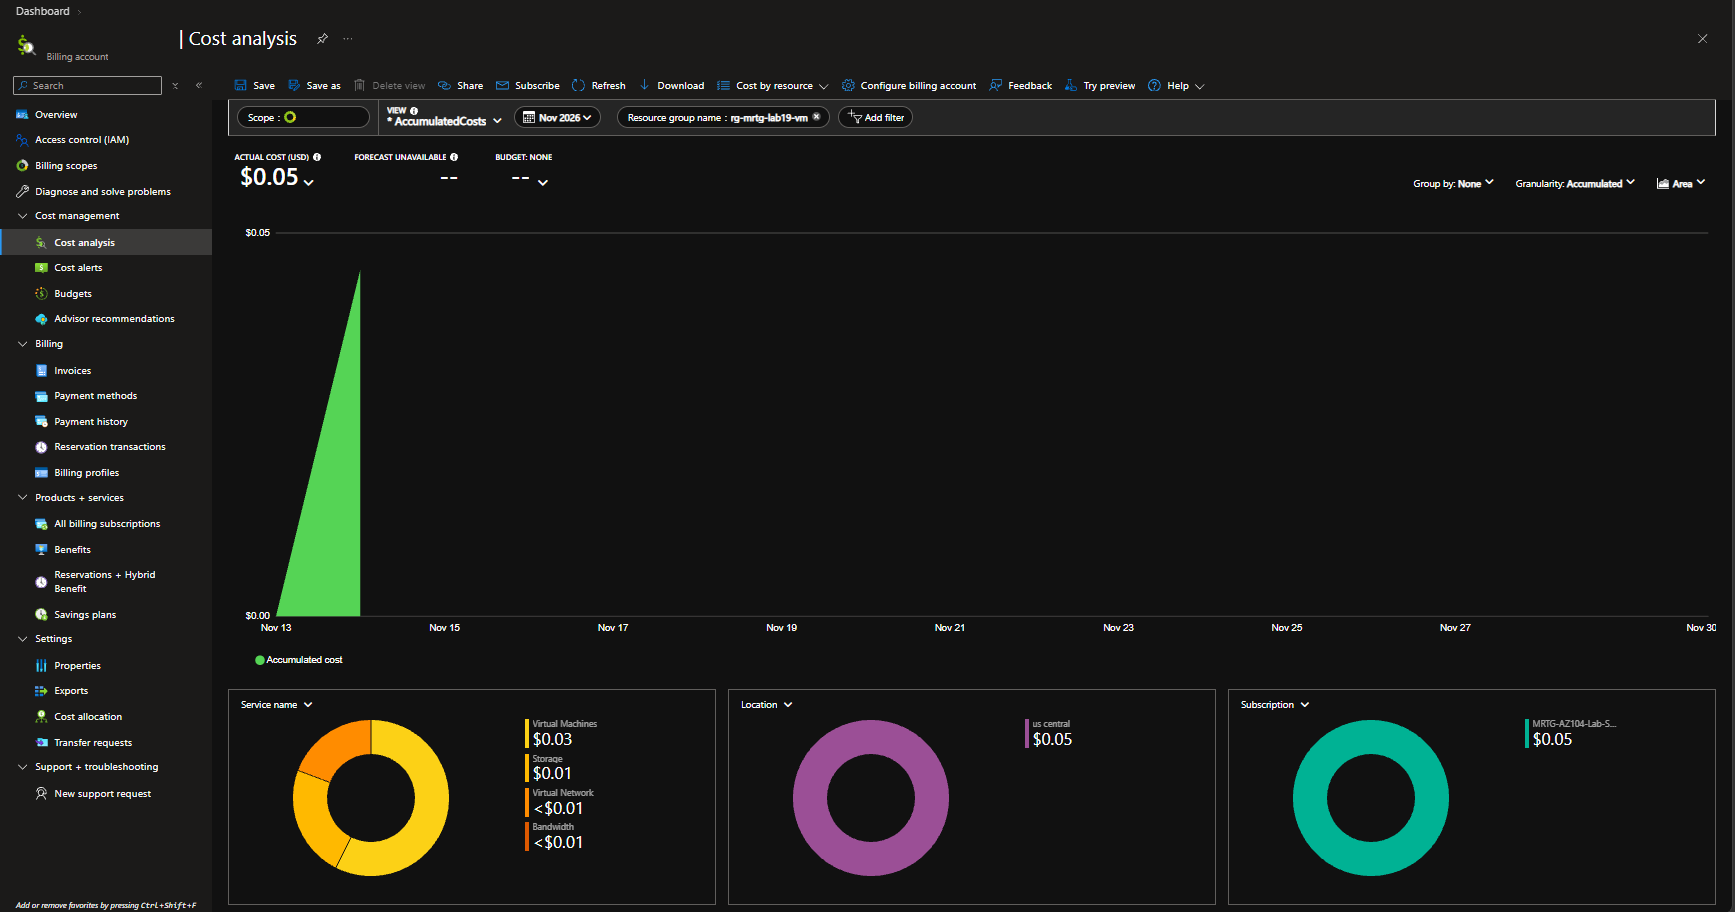 Dashboard
| Cost analysis
Billing account
Search
Save
Save as
Delete view
Share
Subscribe
Refresh
Download
Cost by resource
Configure billing account
Feedback
Try preview
Help
Overview
Access control (IAM)
Billing scopes
Diagnose and solve problems
Cost management
Cost analysis
Cost alerts
Budgets
Advisor recommendations
Billing
Invoices
Payment methods
Payment history
Reservation transactions
Billing profiles
Products + services
All billing subscriptions
Benefits
Reservations + Hybrid
Benefit
Savings plans
Settings
Properties
Exports
Cost allocation
Transfer requests
Support + troubleshooting
New support request
Add or remove favorites by pressing Ctrl+Shift+F
Scope :
VIEW
* AccumulatedCosts
Nov 2026
Resource group name : rg-mrtg-lab19-vm
Add filter
ACTUAL COST (USD)
$0.05
FORECAST UNAVAILABLE
--
BUDGET: NONE
--
Group by: None
Granularity: Accumulated
Area
$0.05
$0.00
Nov 13
Nov 15
Nov 17
Nov 19
Nov 21
Nov 23
Nov 25
Nov 27
Nov 30
Accumulated cost
Service name
Virtual Machines
$0.03
Storage
$0.01
Virtual Network
<$0.01
Bandwidth
<$0.01
Location
us central
$0.05
Subscription
MRTG-AZ104-Lab-S...
$0.05